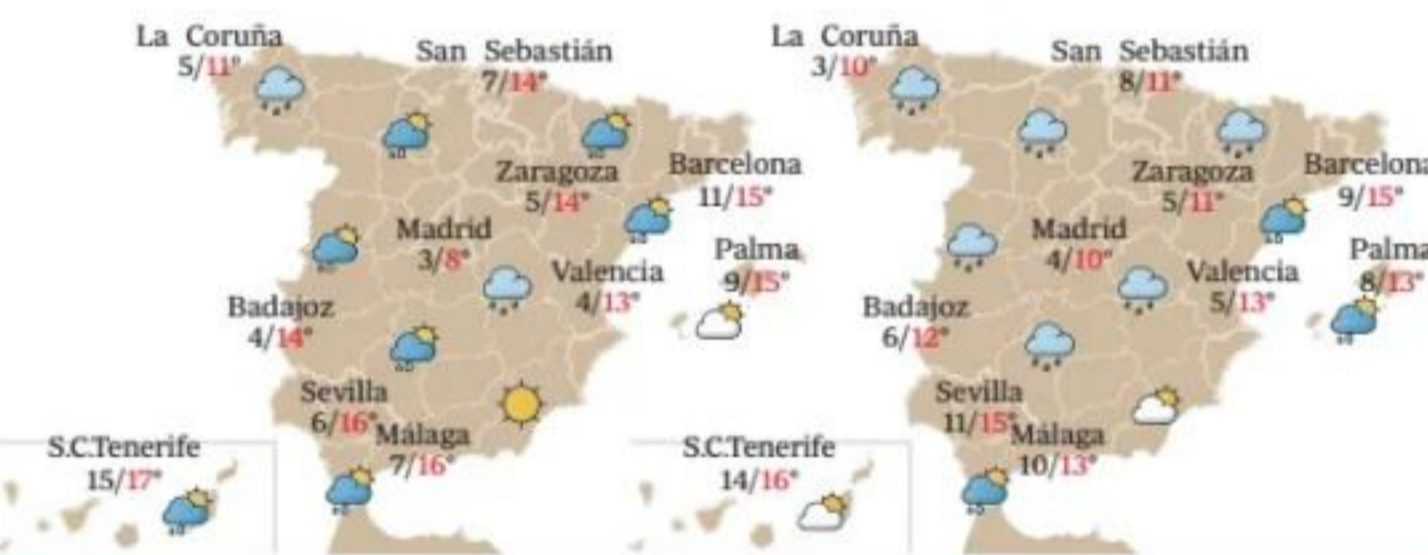 La Coruña
5/11°
San Sebastián
7/14°
Zaragoza
5/14°
Barcelona
11/15°
Madrid
3/8°
Palma
9/15°
Valencia
4/13°
Badajoz
4/14°
Sevilla
6/16°
Málaga
7/16°
S.C.Tenerife
15/17°
La Coruña
3/10°
San Sebastián
8/11°
Zaragoza
5/11°
Barcelona
9/15°
Madrid
4/10°
Palma
8/13°
Valencia
5/13°
Badajoz
6/12°
Sevilla
11/15°
Málaga
10/13°
S.C.Tenerife
14/16°